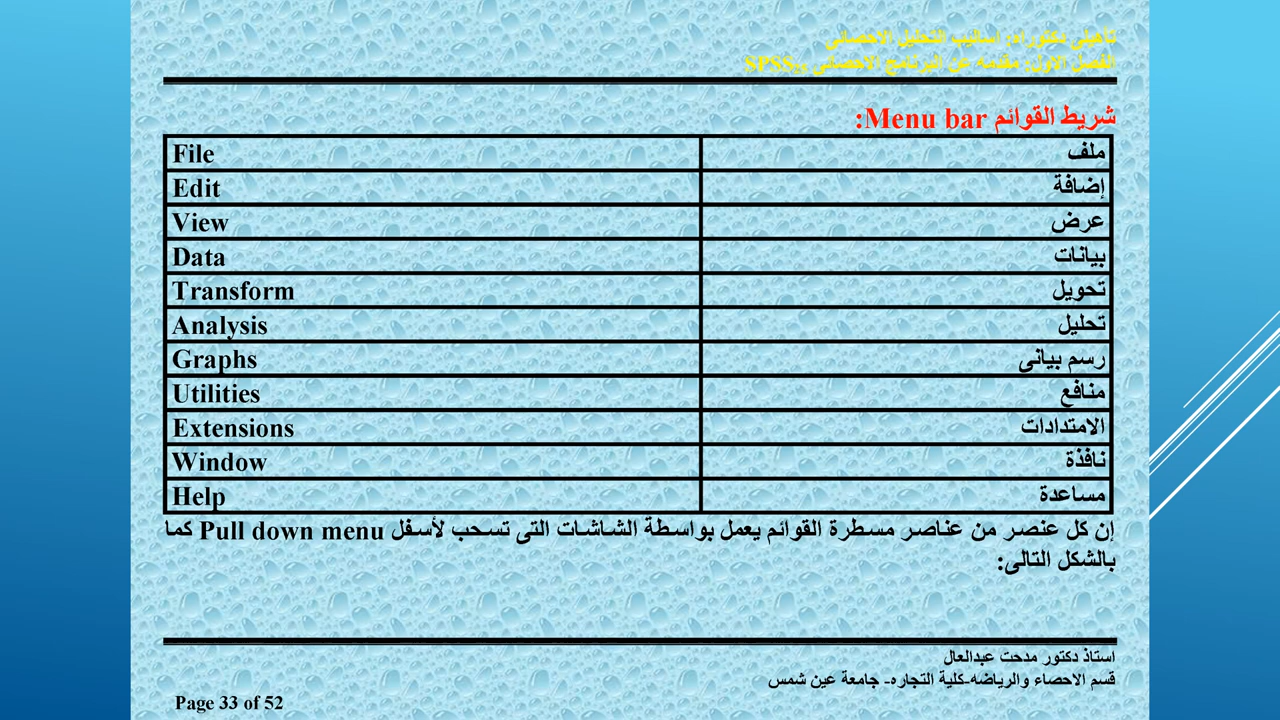 تأهيلى دكتوراه: اساليب التحليل الاحصائى
الفصل الاول: مقدمه عن البرنامج الاحصائى SPSS
شريط القوائم Menu bar:
File ملف
Edit إضافة
View عرض
Data بيانات
Transform تحويل
Analysis تحليل
Graphs رسم بيانى
Utilities منافع
Extensions الامتدادات
Window نافذة
Help مساعدة
إن كل عنصر من عناصر مسطرة القوائم يعمل بواسطة الشاشات التى تسحب لأسفل Pull down menu كما
بالشكل التالى:
استاذ دكتور مدحت عبدالعال
قسم الاحصاء والرياضه-كلية التجاره- جامعة عين شمس
Page 33 of 52